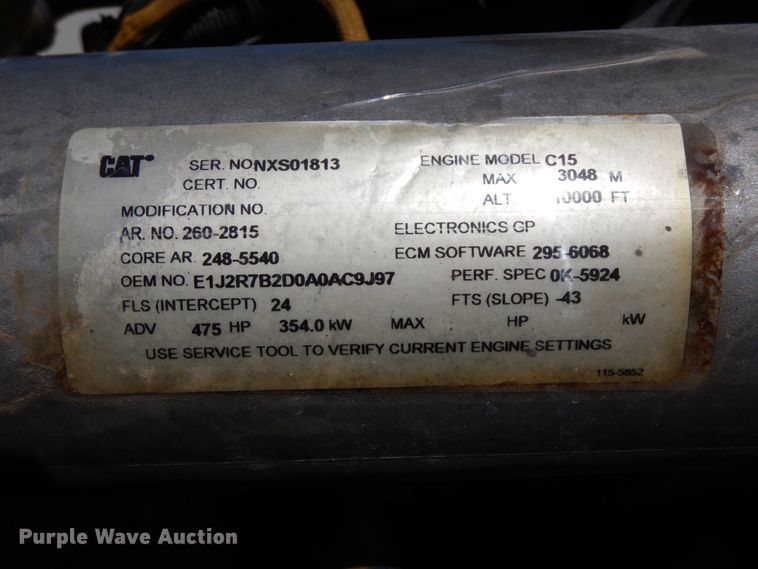 CAT SER. NO NXS01813 ENGINE MODEL C15
CERT. NO. MAX 3048 M
ALT 10000 FT
MODIFICATION NO.
AR. NO. 260-2815 ELECTRONICS GP
CORE AR. 248-5540 ECM SOFTWARE 295-6068
OEM NO. E1J2R7B2D0A0AC9J97 PERF. SPEC 0K-5924
FLS (INTERCEPT) 24 FTS (SLOPE) -43
ADV 475 HP 354.0 kW MAX HP kW
USE SERVICE TOOL TO VERIFY CURRENT ENGINE SETTINGS
115-5852
Purple Wave Auction